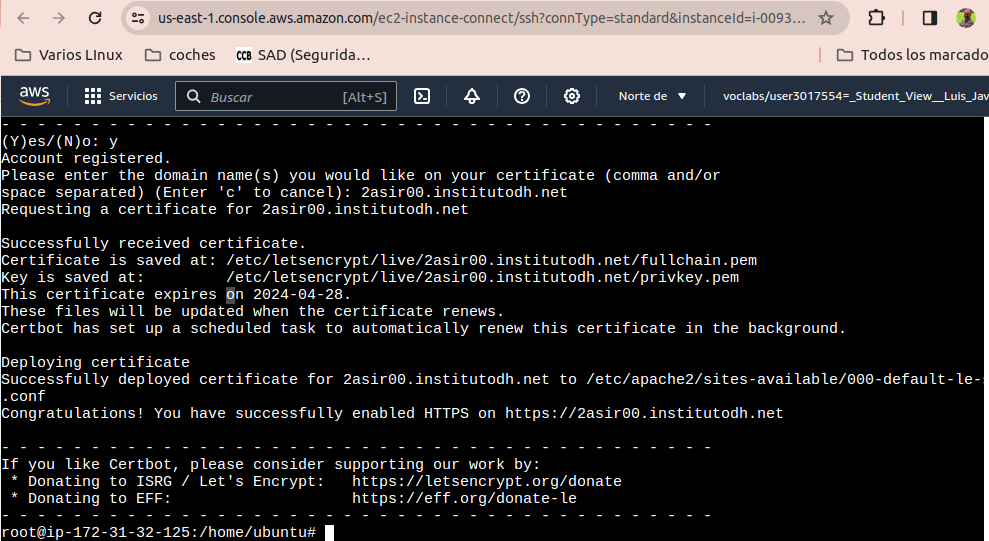 us-east-1.console.aws.amazon.com/ec2-instance-connect/ssh?connType=standard&instanceId=i-0093...
Varios LInux coches CCB SAD (Segurida... Todos los marcado
aws Servicios Buscar [Alt+S] Norte de voclabs/user3017554=_Student_View__Luis_Jav
- - - - - - - - - - - - - - - - - - - - - - - - - - - - - - - - - - - - - - - -
(Y)es/(N)o: y
Account registered.
Please enter the domain name(s) you would like on your certificate (comma and/or
space separated) (Enter 'c' to cancel): 2asir00.institutodh.net
Requesting a certificate for 2asir00.institutodh.net
Successfully received certificate.
Certificate is saved at: /etc/letsencrypt/live/2asir00.institutodh.net/fullchain.pem
Key is saved at: /etc/letsencrypt/live/2asir00.institutodh.net/privkey.pem
This certificate expires on 2024-04-28.
These files will be updated when the certificate renews.
Certbot has set up a scheduled task to automatically renew this certificate in the background.
Deploying certificate
Successfully deployed certificate for 2asir00.institutodh.net to /etc/apache2/sites-available/000-default-le-s
.conf
Congratulations! You have successfully enabled HTTPS on https://2asir00.institutodh.net
- - - - - - - - - - - - - - - - - - - - - - - - - - - - - - - - - - - - - - - -
If you like Certbot, please consider supporting our work by:
* Donating to ISRG / Let's Encrypt: https://letsencrypt.org/donate
* Donating to EFF: https://eff.org/donate-le
- - - - - - - - - - - - - - - - - - - - - - - - - - - - - - - - - - - - - - - -
root@ip-172-31-32-125:/home/ubuntu#